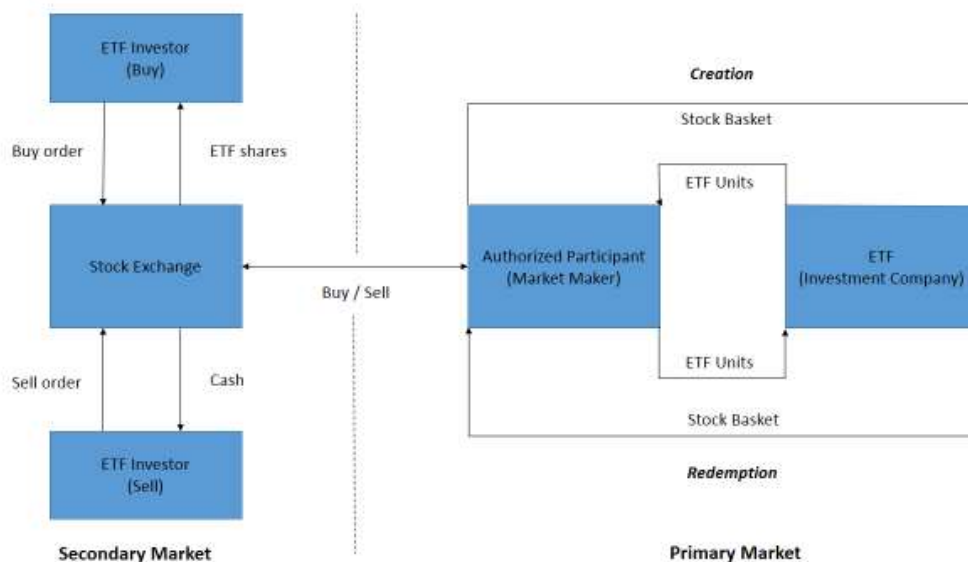 ETF Investor
(Buy)
Buy order
ETF shares
Stock Exchange
Sell order
Cash
ETF Investor
(Sell)
Secondary Market
Buy / Sell
Creation
Stock Basket
ETF Units
Authorized Participant
(Market Maker)
ETF
(Investment Company)
ETF Units
Stock Basket
Redemption
Primary Market